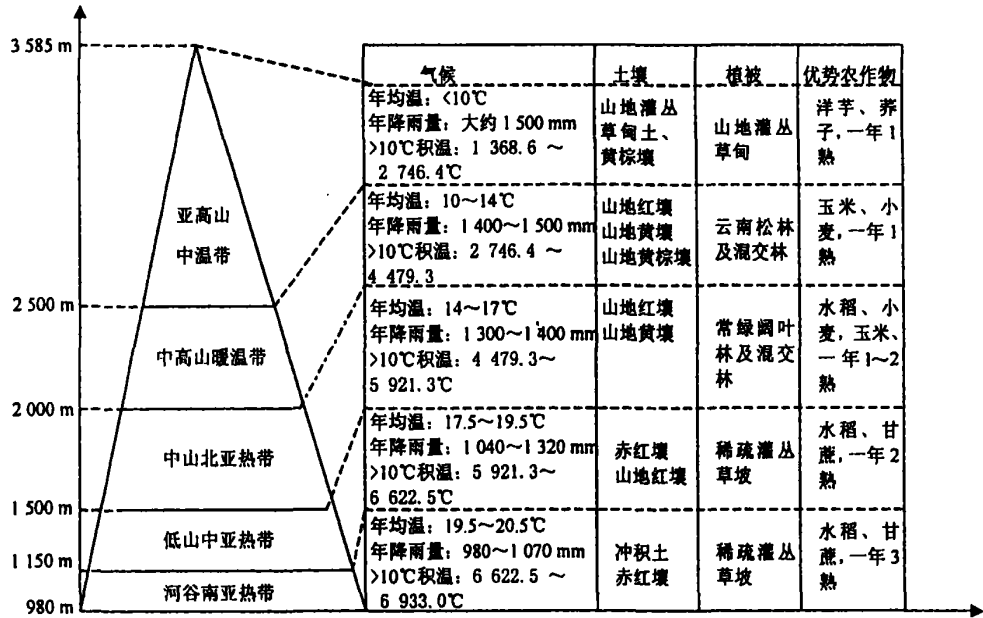 3 585 m
2 500 m
2 000 m
1 500 m
1 150 m
980 m
亚高山
中温带
中高山暖温带
中山北亚热带
低山中亚热带
河谷南亚热带
气候 土壤 植被 优势农作物
年均温：<10℃
年降雨量：大约1 500 mm
>10℃积温：1 368.6 ～
2 746.4℃
山地灌丛
草甸土、
黄棕壤
山地灌丛
草甸
洋芋、荞
子，一年1
熟
年均温：10～14℃
年降雨量：1 400～1 500 mm
>10℃积温：2 746.4 ～
4 479.3
山地红壤
山地黄壤
山地黄棕壤
云南松林
及混交林
玉米、小
麦，一年1
熟
年均温：14～17℃
年降雨量：1 300～1 400 mm
>10℃积温：4 479.3～
5 921.3℃
山地红壤
山地黄壤
常绿阔叶
林及混交
林
水稻、小
麦，玉米、
一年1～2
熟
年均温：17.5～19.5℃
年降雨量：1 040～1 320 mm
>10℃积温：5 921.3～
6 622.5℃
赤红壤
山地红壤
稀疏灌丛
草坡
水稻、甘
蔗，一年2
熟
年均温：19.5～20.5℃
年降雨量：980～1 070 mm
>10℃积温：6 622.5 ～
6 933.0℃
冲积土
赤红壤
稀疏灌丛
草坡
水稻、甘
蔗，一年3
熟